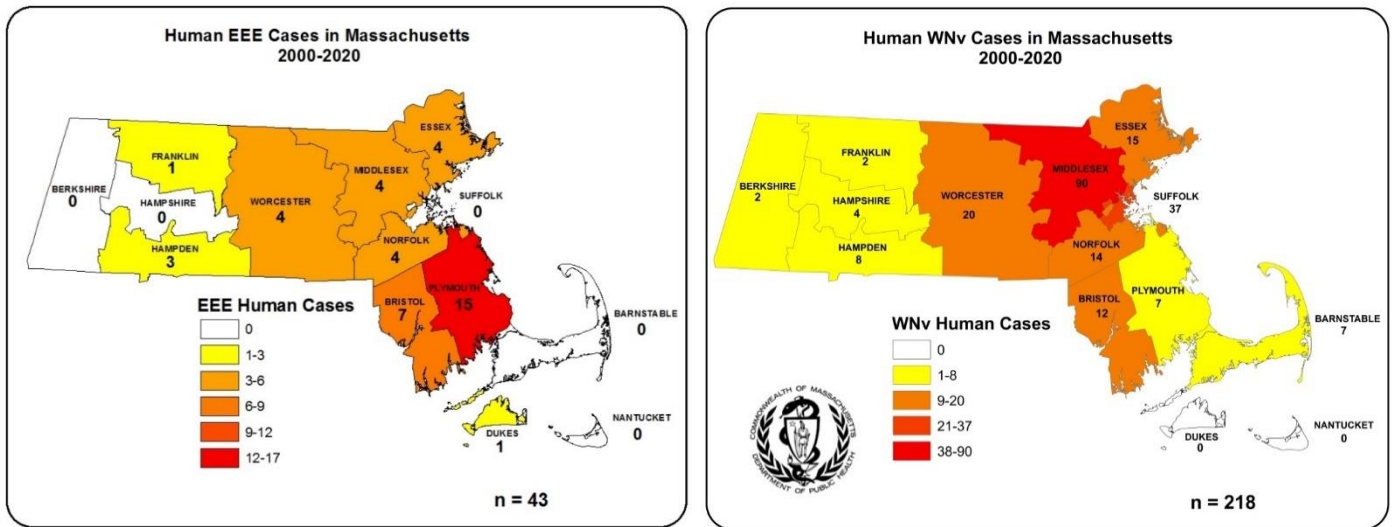 Human EEE Cases in Massachusetts
2000-2020
ESSEX
4
FRANKLIN
1
MIDDLESEX
4
BERKSHIRE
0
HAMPSHIRE
0
WORCESTER
4
SUFFOLK
0
HAMPDEN
3
NORFOLK
4
PLYMOUTH
15
BRISTOL
7
BARNSTABLE
0
DUKES
1
NANTUCKET
0
EEE Human Cases
0
1-3
3-6
6-9
9-12
12-17
n = 43
Human WNv Cases in Massachusetts
2000-2020
ESSEX
15
FRANKLIN
2
MIDDLESEX
90
BERKSHIRE
2
HAMPSHIRE
4
WORCESTER
20
SUFFOLK
37
HAMPDEN
8
NORFOLK
14
PLYMOUTH
7
BRISTOL
12
BARNSTABLE
7
DUKES
0
NANTUCKET
0
WNv Human Cases
0
1-8
9-20
21-37
38-90
COMMONWEALTH OF MASSACHUSETTS
DEPARTMENT OF PUBLIC HEALTH
n = 218